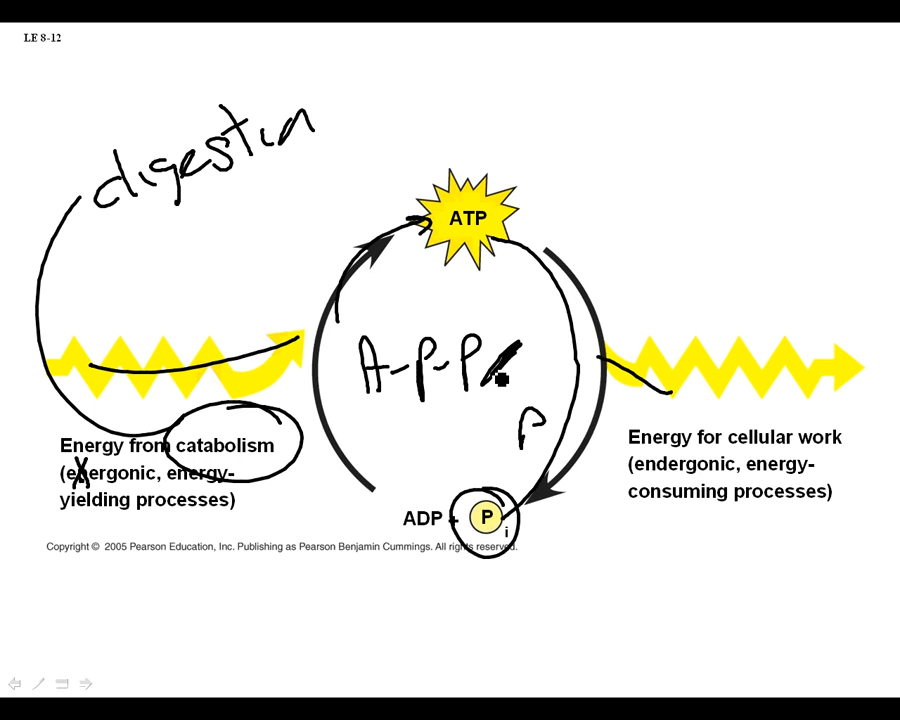 LE 8-12
digestin
ATP
A-P-P
P
Energy from catabolism
(exergonic, energy-
yielding processes)
Energy for cellular work
(endergonic, energy-
consuming processes)
ADP + P i
Copyright © 2005 Pearson Education, Inc. Publishing as Pearson Benjamin Cummings. All rights reserved.